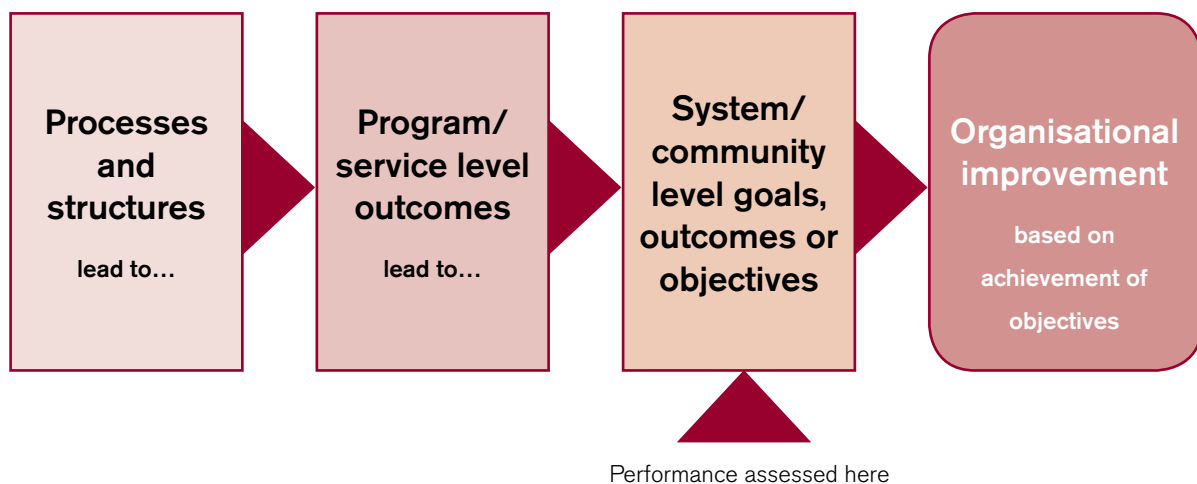 Processes
and
structures
lead to…
Program/
service level
outcomes
lead to…
System/
community
level goals,
outcomes or
objectives
Organisational
improvement
based on
achievement of
objectives
Performance assessed here